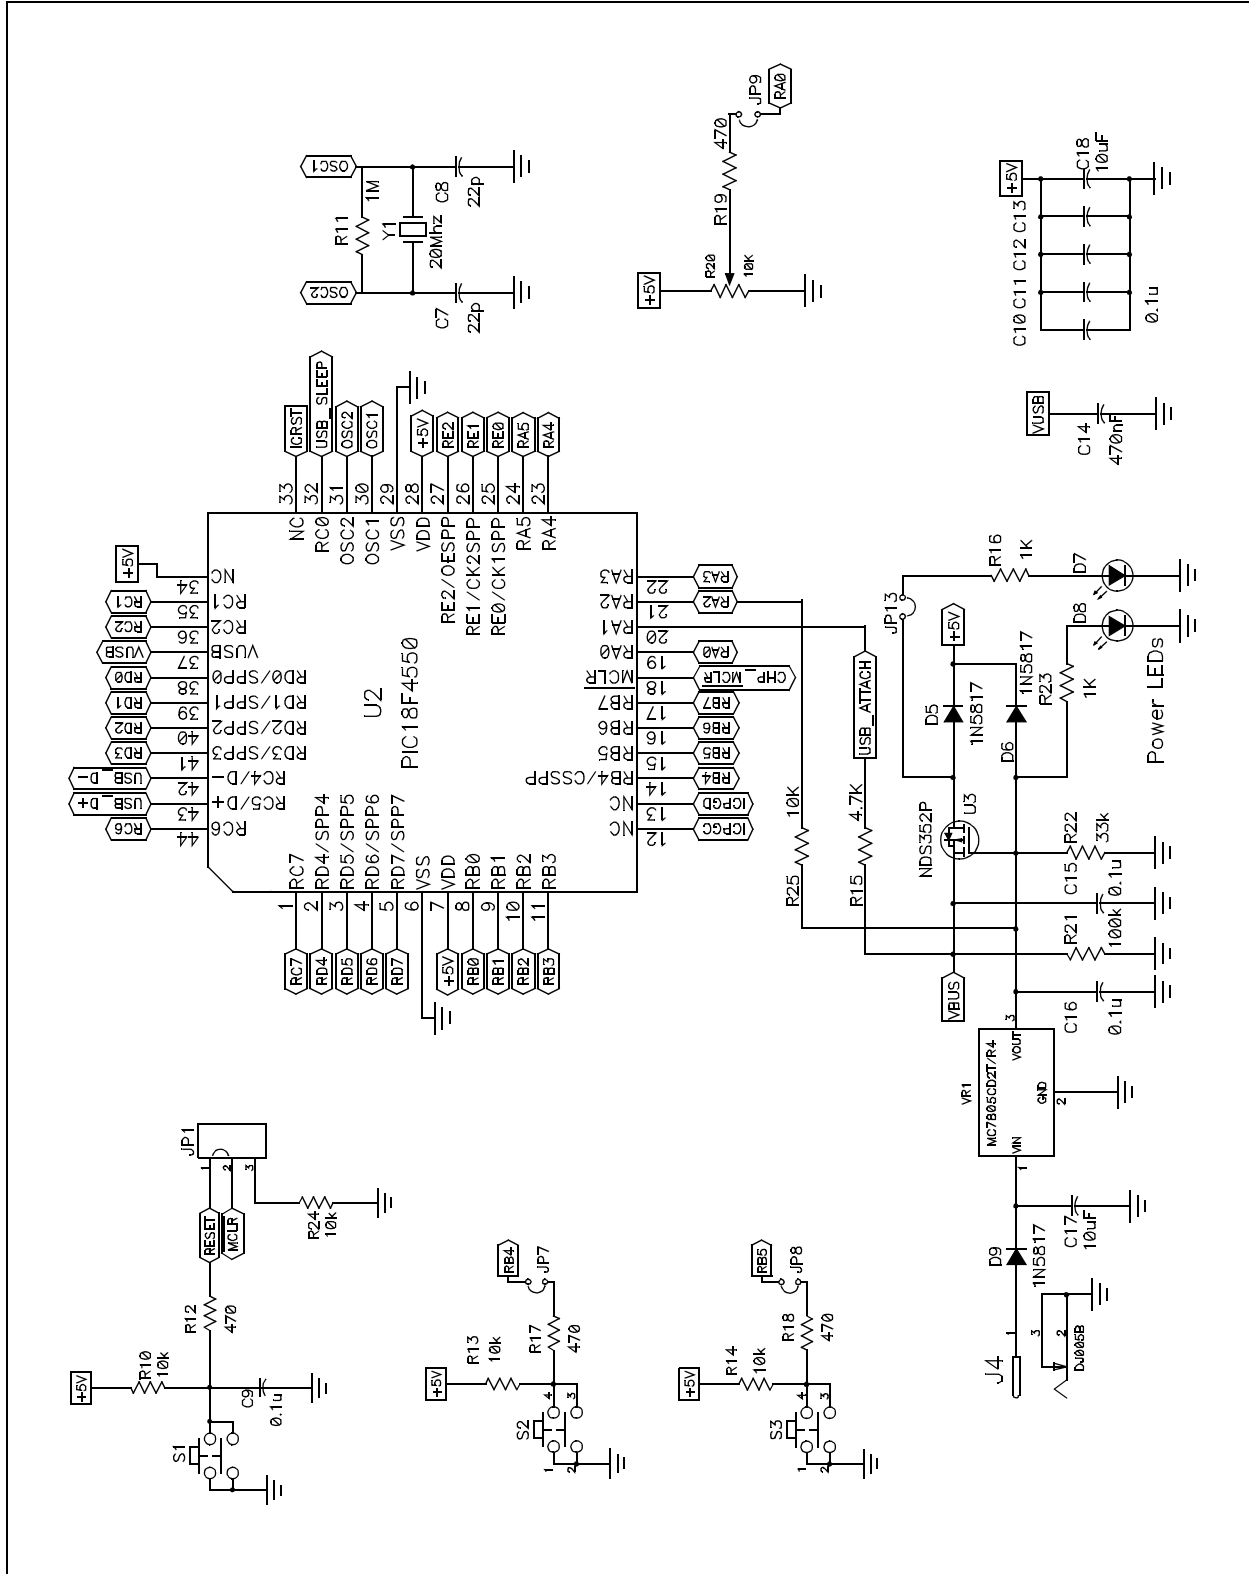 RA0
JP9
470
R19
R20
10K
+5V
OSC1
1M
R11
Y1
20Mhz
C8
22p
OSC2
C7
22p
+5V
C18
10uF
C10 C11 C12 C13
0.1u
VUSB
C14
470nF
ICRST
USB_SLEEP
OSC2
OSC1
+5V
RE2
RE1
RE0
RA5
RA4
33
32
31
30
29
28
27
26
25
24
23
NC
RC0
OSC2
OSC1
VSS
VDD
RE2/OESPP
RE1/CK2SPP
RE0/CK1SPP
RA5
RA4
+5V
RC1
RC2
VUSB
RD0
RD1
RD2
RD3
USB_D-
USB_D+
RC6
34
35
36
37
38
39
40
41
42
43
44
NC
RC1
RC2
VUSB
RD0/SPP0
RD1/SPP1
RD2/SPP2
RD3/SPP3
RC4/D-
RC5/D+
RC6
U2
PIC18F4550
RA3
RA2
RA1
RA0
MCLR
RB7
RB6
RB5
RB4/CSSPP
NC
NC
22
21
20
19
18
17
16
15
14
13
12
RA3
RA2
RA0
CHP_MCLR
RB7
RB6
RB5
RB4
ICPGD
ICPGC
RC7
RD4/SPP4
RD5/SPP5
RD6/SPP6
RD7/SPP7
VSS
VDD
RB0
RB1
RB2
RB3
1
2
3
4
5
6
7
8
9
10
11
RC7
RD4
RD5
RD6
RD7
+5V
RB0
RB1
RB2
RB3
USB_ATTACH
R25
10K
R15
4.7K
JP13
R16
1K
D7
D8
+5V
D5
1N5817
D6
1N5817
R23
1K
Power LEDs
NDS352P
U3
R22
33k
C15
0.1u
R21
100k
VBUS
C16
0.1u
VR1
MC7805CD2T/R4
VIN
VOUT
GND
1
2
3
D9
1N5817
C17
10uF
J4
1
3
2
DJ005B
JP1
1
2
3
RESET
MCLR
R24
10k
R12
470
+5V
R10
10k
C9
0.1u
S1
RB4
JP7
R17
470
+5V
R13
10k
S2
4
3
1
2
RB5
JP8
R18
470
+5V
R14
10k
S3
4
3
1
2